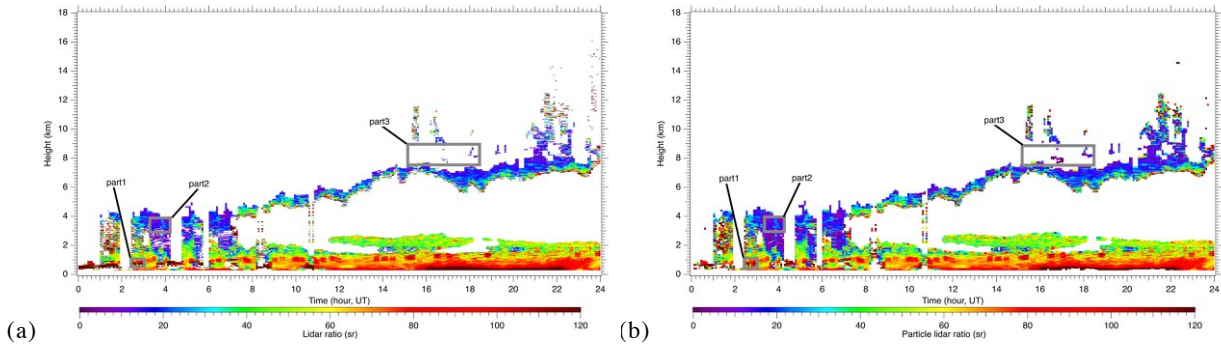 18
16
14
12
10
8
6
4
2
0
Height (km)
part1
part2
part3
0 2 4 6 8 10 12 14 16 18 20 22 24
Time (hour, UT)
0 20 40 60 80 100 120
Lidar ratio (sr)
(a)
18
16
14
12
10
8
6
4
2
0
Height (km)
part1
part2
part3
0 2 4 6 8 10 12 14 16 18 20 22 24
Time (hour, UT)
0 20 40 60 80 100 120
Particle lidar ratio (sr)
(b)